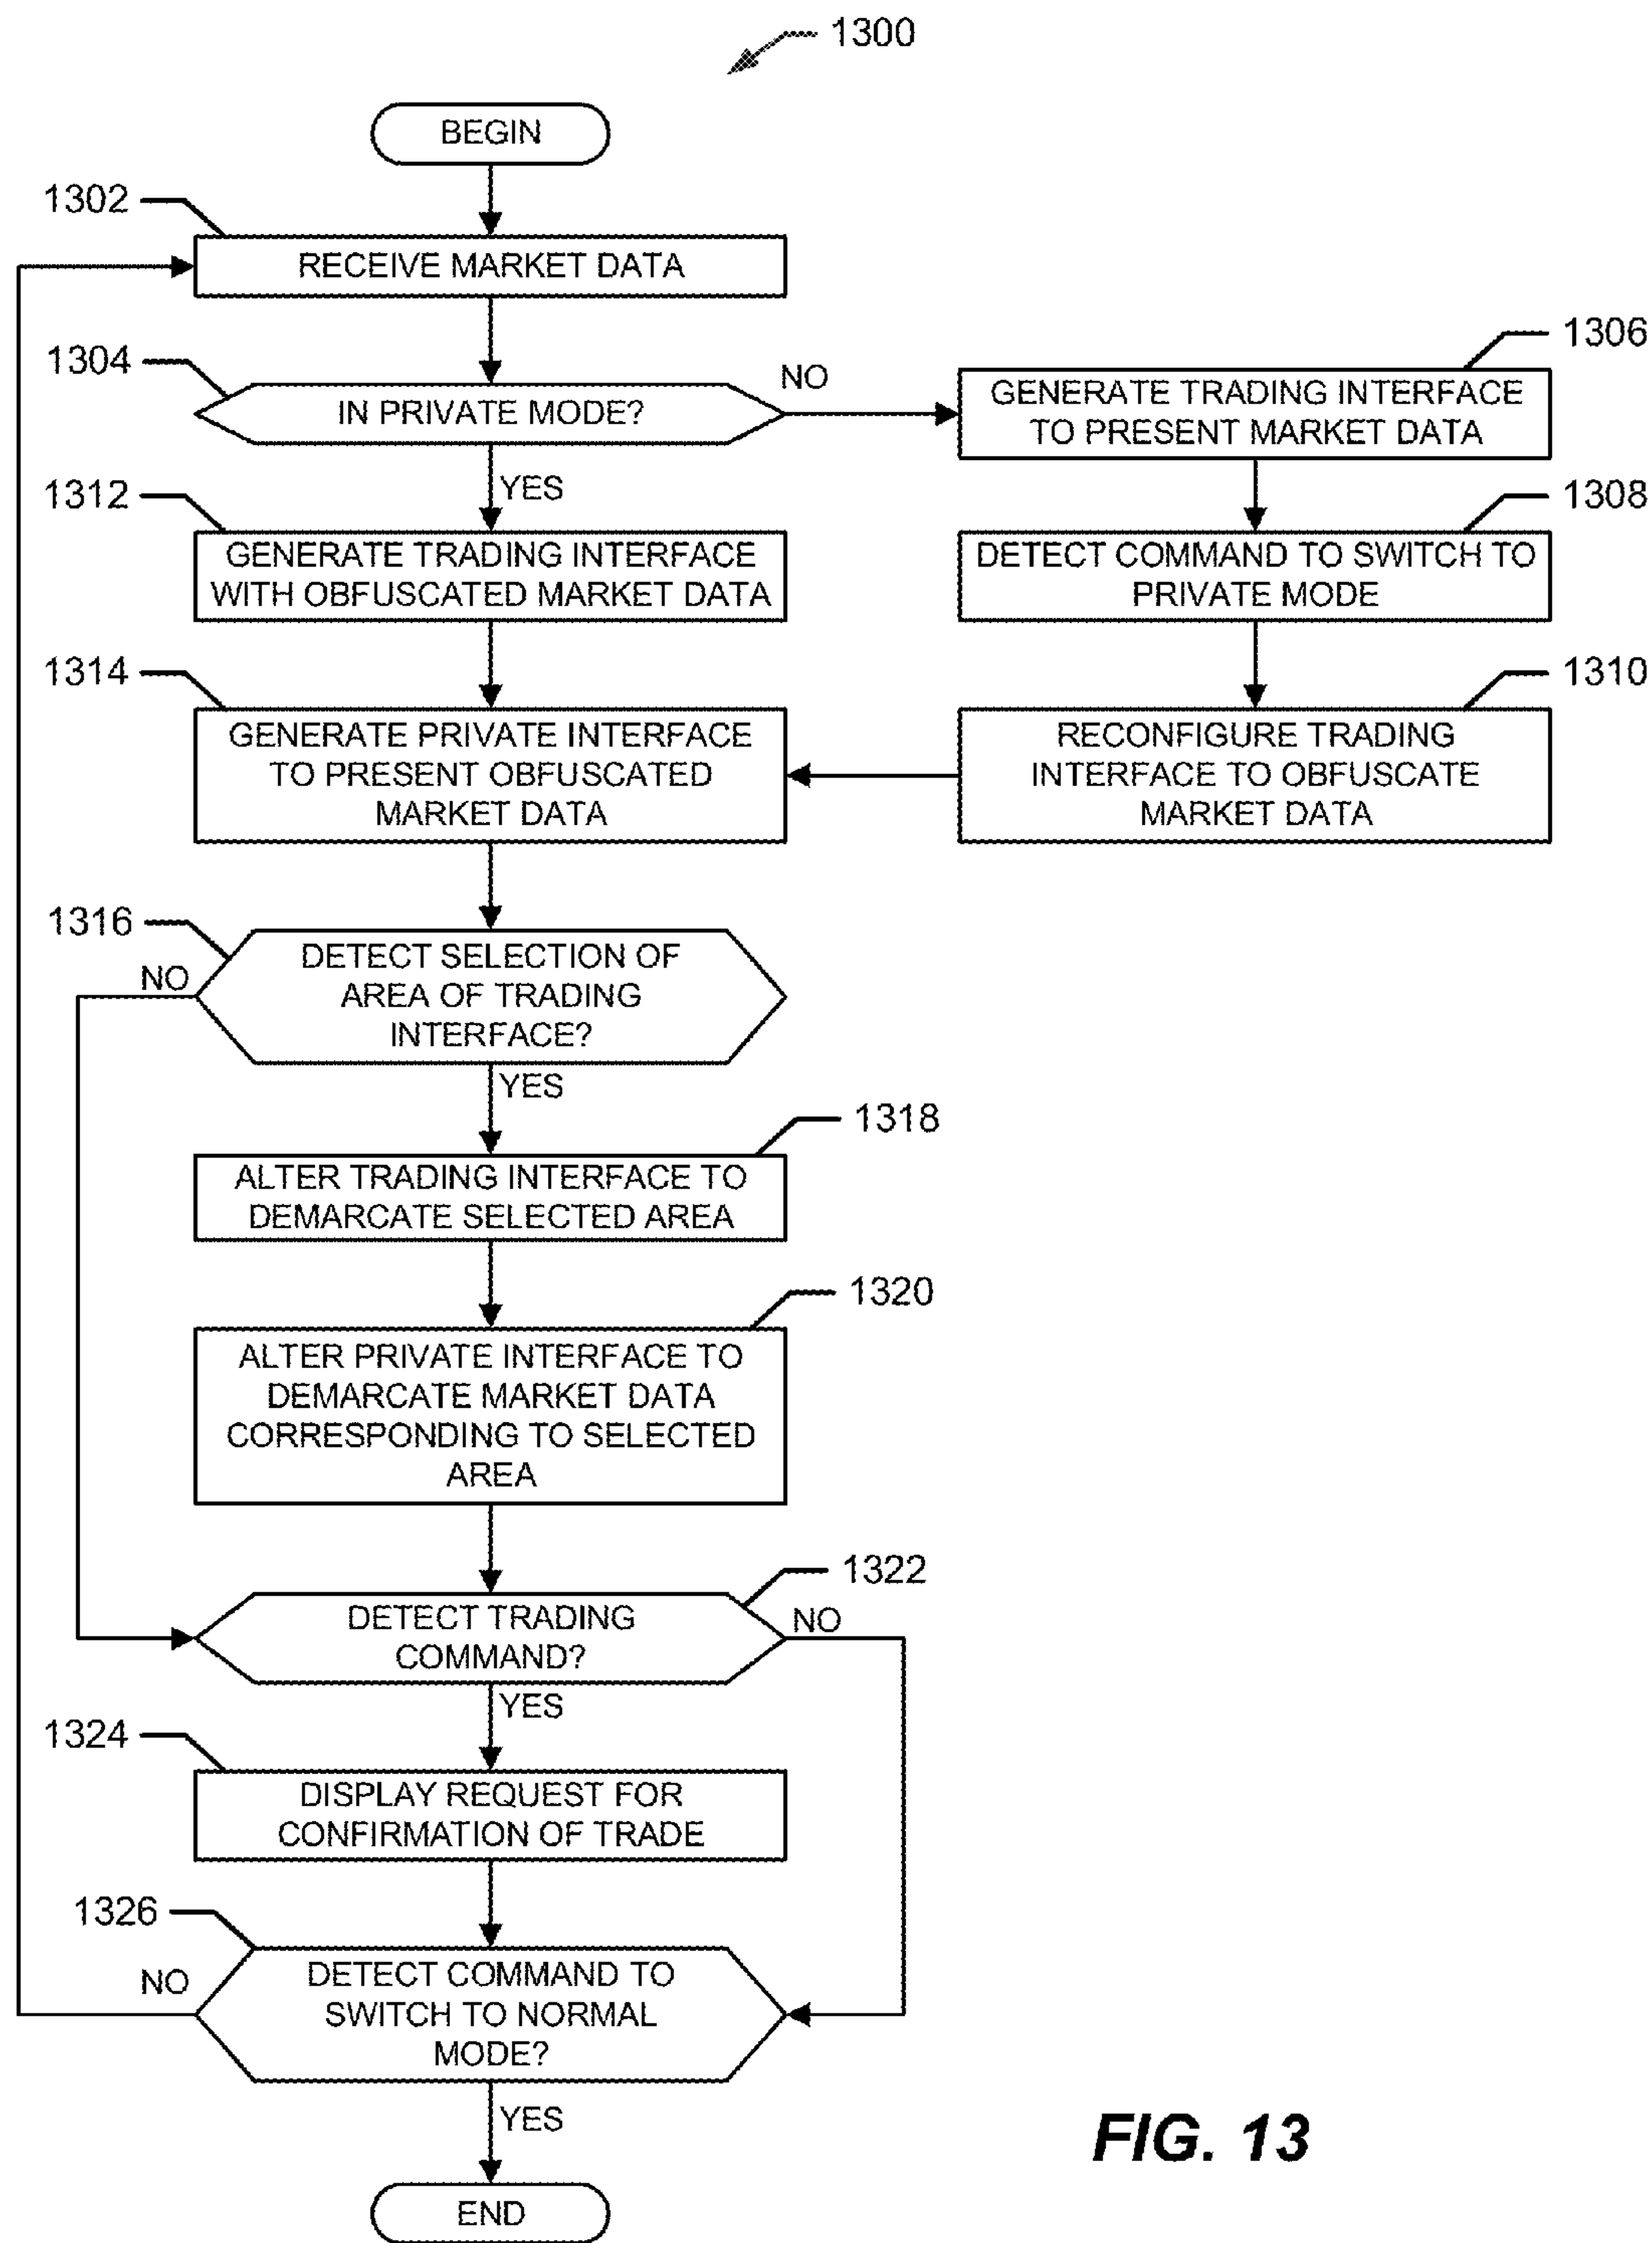 1300
BEGIN
1302
RECEIVE MARKET DATA
1304
IN PRIVATE MODE?
NO
1306
GENERATE TRADING INTERFACE
TO PRESENT MARKET DATA
YES
1312
GENERATE TRADING INTERFACE
WITH OBFUSCATED MARKET DATA
1308
DETECT COMMAND TO SWITCH TO
PRIVATE MODE
1314
GENERATE PRIVATE INTERFACE
TO PRESENT OBFUSCATED
MARKET DATA
1310
RECONFIGURE TRADING
INTERFACE TO OBFUSCATE
MARKET DATA
1316
NO
DETECT SELECTION OF
AREA OF TRADING
INTERFACE?
YES
1318
ALTER TRADING INTERFACE TO
DEMARCATE SELECTED AREA
1320
ALTER PRIVATE INTERFACE TO
DEMARCATE MARKET DATA
CORRESPONDING TO SELECTED
AREA
1322
DETECT TRADING
COMMAND?
NO
YES
1324
DISPLAY REQUEST FOR
CONFIRMATION OF TRADE
1326
NO
DETECT COMMAND TO
SWITCH TO NORMAL
MODE?
YES
END
FIG. 13